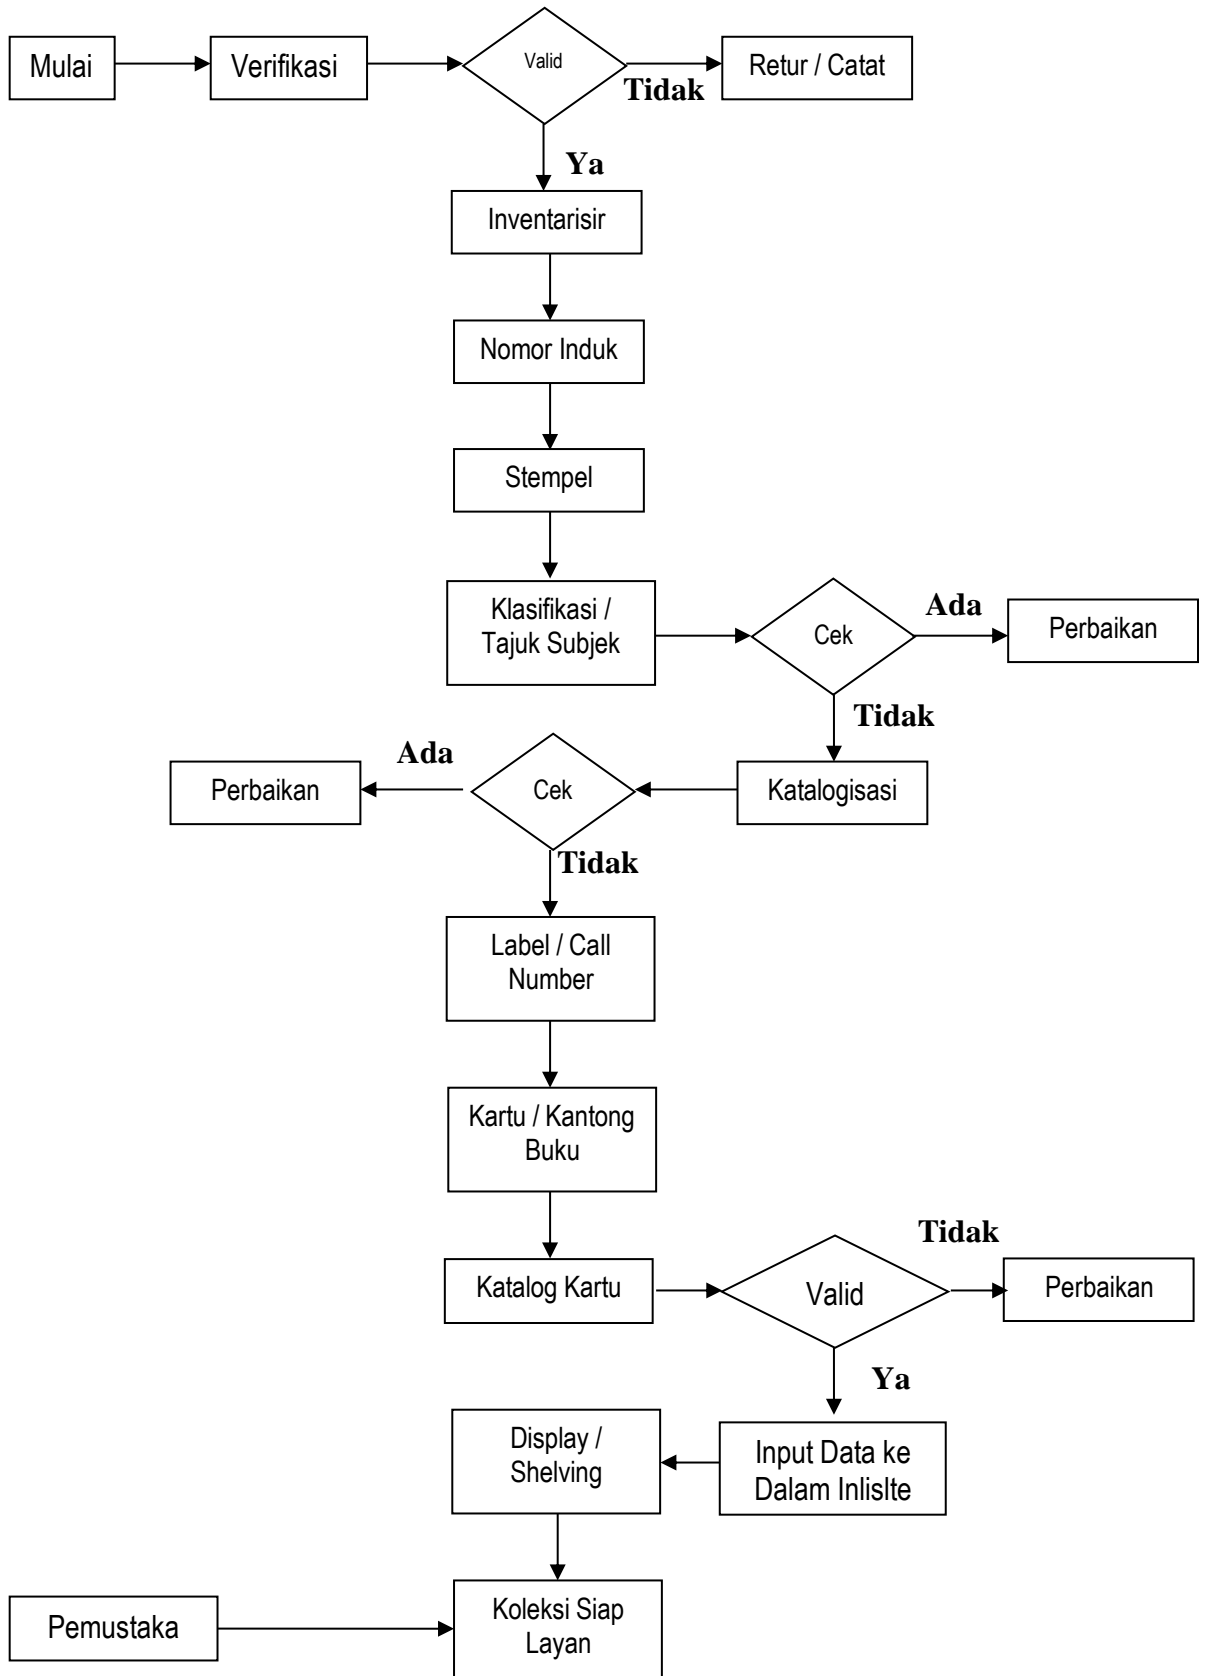 Mulai
Verifikasi
Valid
Tidak
Retur / Catat
Ya
Inventarisir
Nomor Induk
Stempel
Klasifikasi /
Tajuk Subjek
Cek
Ada
Perbaikan
Tidak
Katalogisasi
Cek
Ada
Perbaikan
Tidak
Label / Call
Number
Kartu / Kantong
Buku
Katalog Kartu
Valid
Tidak
Perbaikan
Ya
Input Data ke
Dalam Inlislte
Display /
Shelving
Pemustaka
Koleksi Siap
Layan